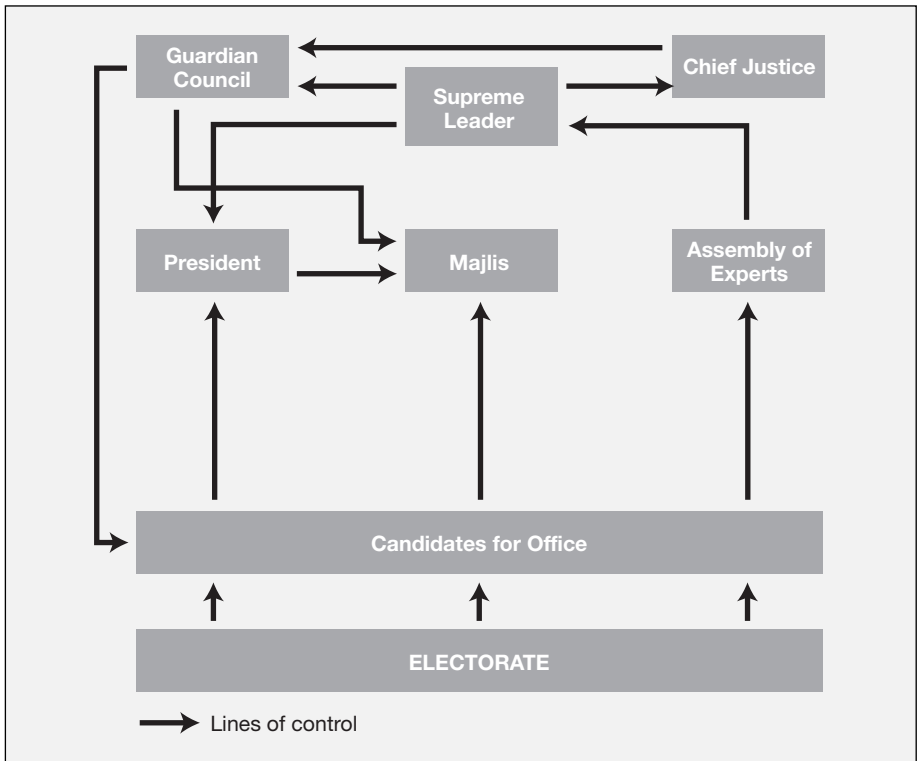 Guardian
Council
Chief Justice
Supreme
Leader
President
Majlis
Assembly of
Experts
Candidates for Office
ELECTORATE
Lines of control